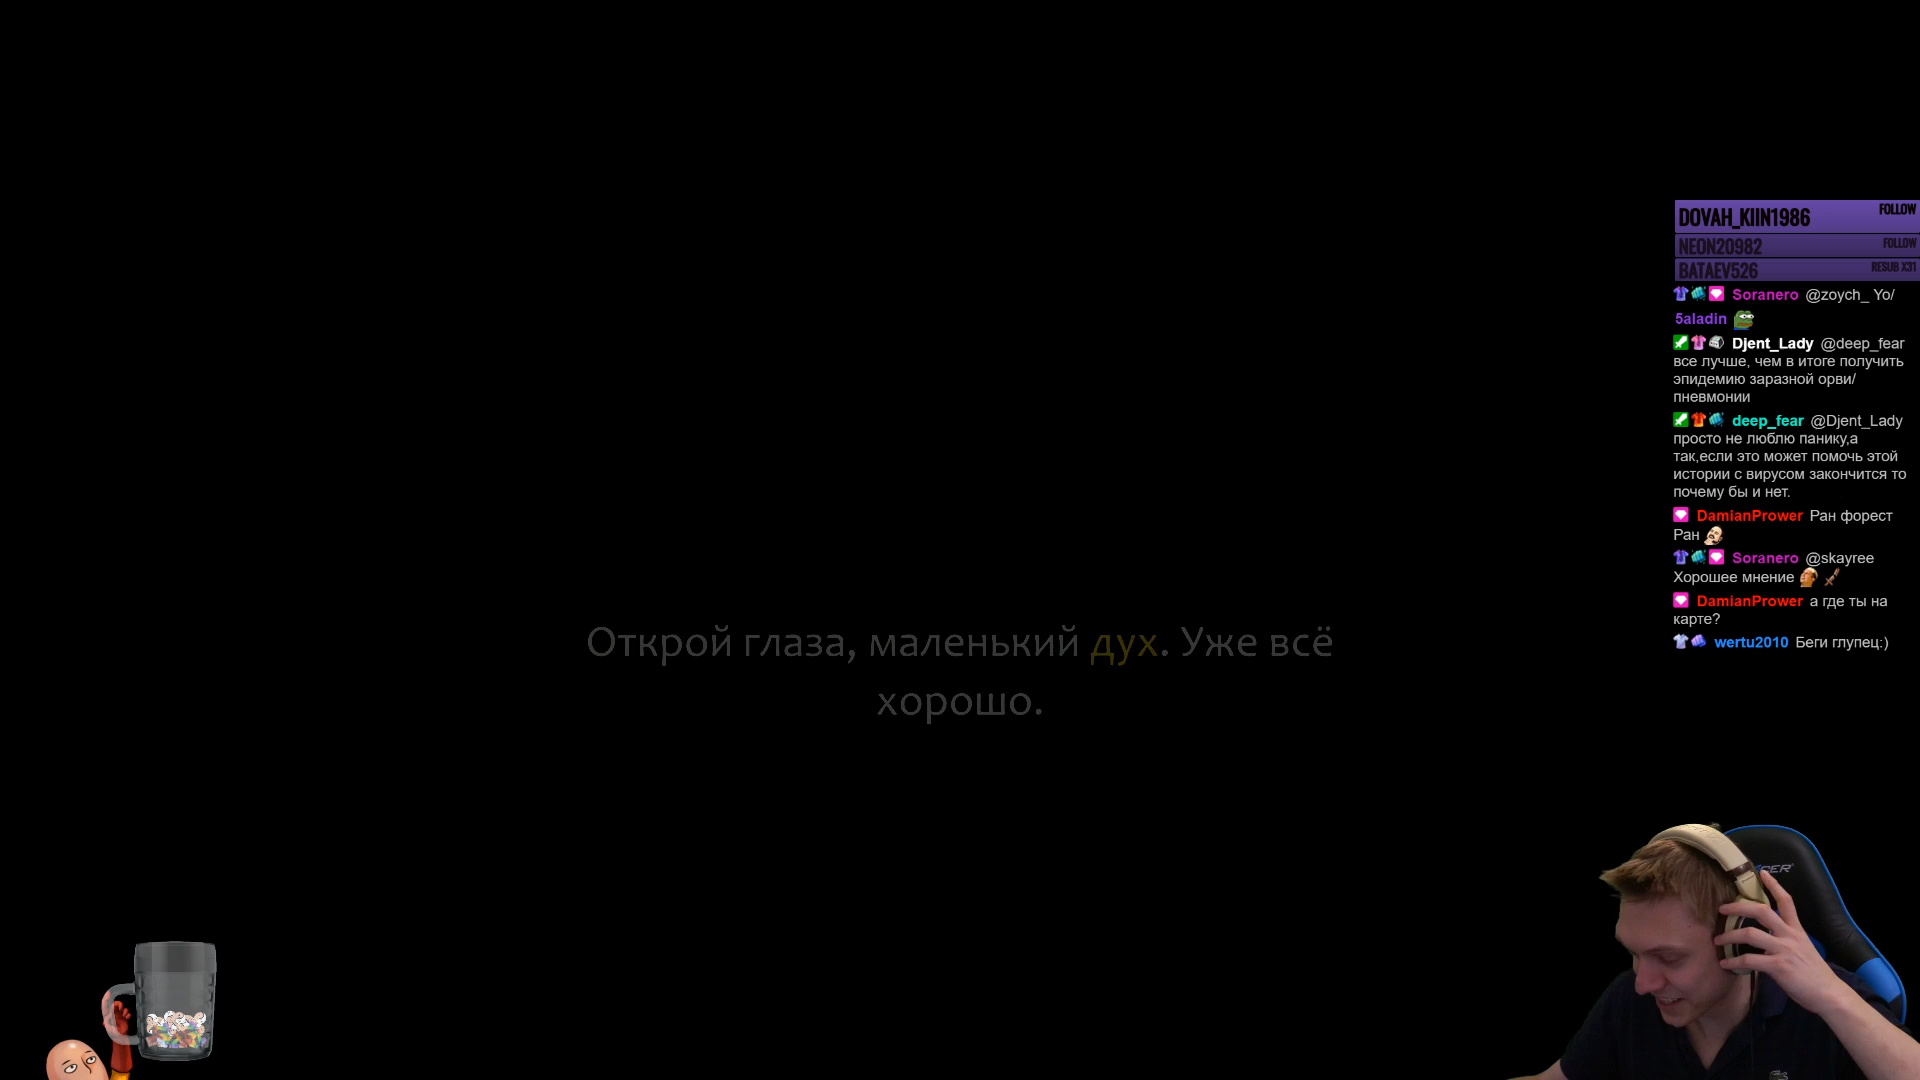 DOVAH_KIIN1986 FOLLOW
NEON20982 FOLLOW
BATAEV526 RESUB X31
Soranero @zoych_ Yo/
5aladin
Djent_Lady @deep_fear
все лучше, чем в итоге получить
эпидемию заразной орви/
пневмонии
deep_fear @Djent_Lady
просто не люблю панику,а
так,если это может помочь этой
истории с вирусом закончится то
почему бы и нет.
DamianPrower Ран форест
Ран
Soranero @skayree
Хорошее мнение
DamianPrower а где ты на
карте?
wertu2010 Беги глупец:)
Открой глаза, маленький дух. Уже всё
хорошо.